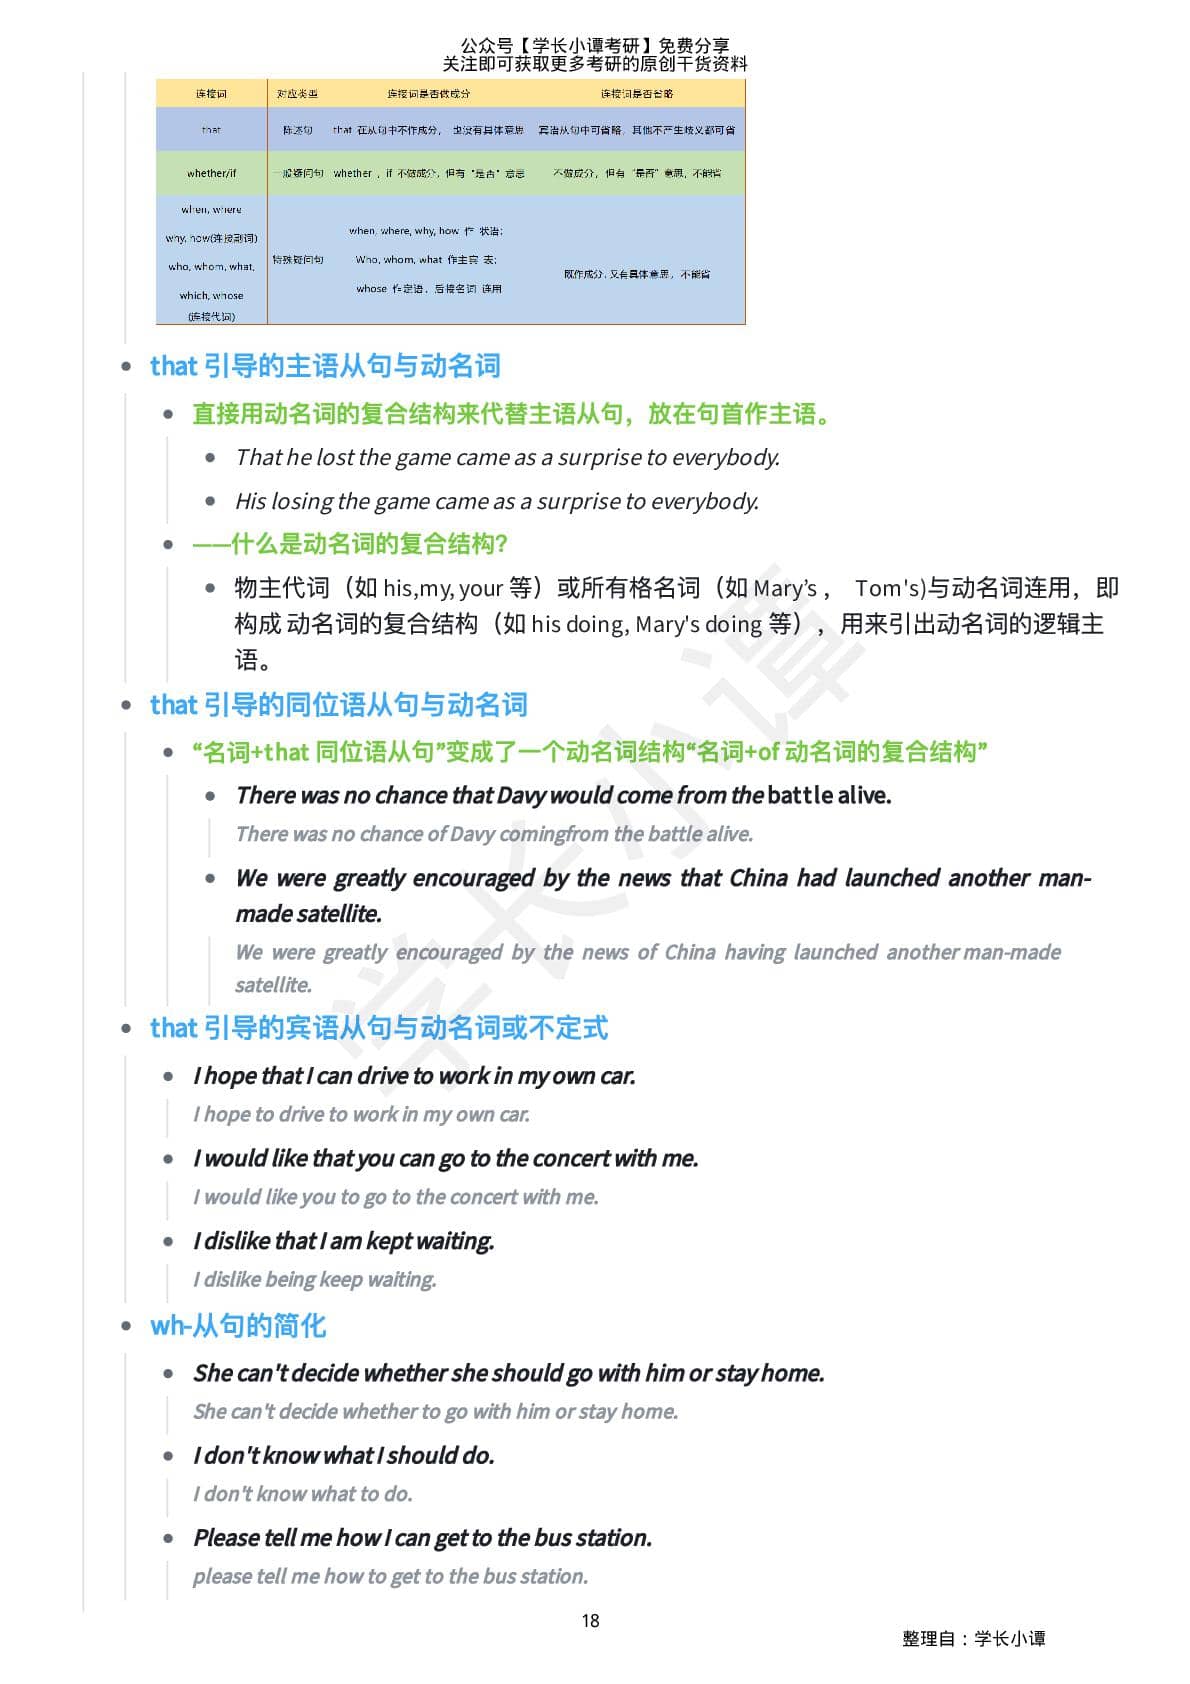 公众号【学长小谭考研】免费分享
关注即可获取更多考研的原创干货资料
连接词 对应类型 连接词是否做成分 连接词是否省略
that 陈述句 that 在从句中不作成分， 也没有具体意思 宾语从句中可省略，其他不产生歧义都可省
whether/if 一般疑问句 whether ，if 不做成分，但有“是否”意思 不做成分，但有“是否”意思，不能省
when, where
why, how(连接副词)
who, whom, what,
which, whose
(连接代词)
特殊疑问句
when, where, why, how 作 状语；
Who, whom, what 作主宾 表；
whose 作定语，后接名词 连用
既作成分，又有具体意思，不能省
that 引导的主语从句与动名词
直接用动名词的复合结构来代替主语从句，放在句首作主语。
That he lost the game came as a surprise to everybody.
His losing the game came as a surprise to everybody.
——什么是动名词的复合结构？
物主代词（如 his,my, your 等）或所有格名词（如 Mary’s ， Tom's)与动名词连用，即
构成 动名词的复合结构（如 his doing, Mary's doing 等），用来引出动名词的逻辑主
语。
that 引导的同位语从句与动名词
“名词+that 同位语从句”变成了一个动名词结构“名词+of 动名词的复合结构”
There was no chance that Davy would come from the battle alive.
There was no chance of Davy comingfrom the battle alive.
We were greatly encouraged by the news that China had launched another man-
made satellite.
We were greatly encouraged by the news of China having launched another man-made
satellite.
that 引导的宾语从句与动名词或不定式
I hope that I can drive to work in my own car.
I hope to drive to work in my own car.
I would like that you can go to the concert with me.
I would like you to go to the concert with me.
I dislike that I am kept waiting.
I dislike being keep waiting.
wh-从句的简化
She can't decide whether she should go with him or stay home.
She can't decide whether to go with him or stay home.
I don't know what I should do.
I don't know what to do.
Please tell me how I can get to the bus station.
please tell me how to get to the bus station.
18
整理自：学长小谭
学长小谭